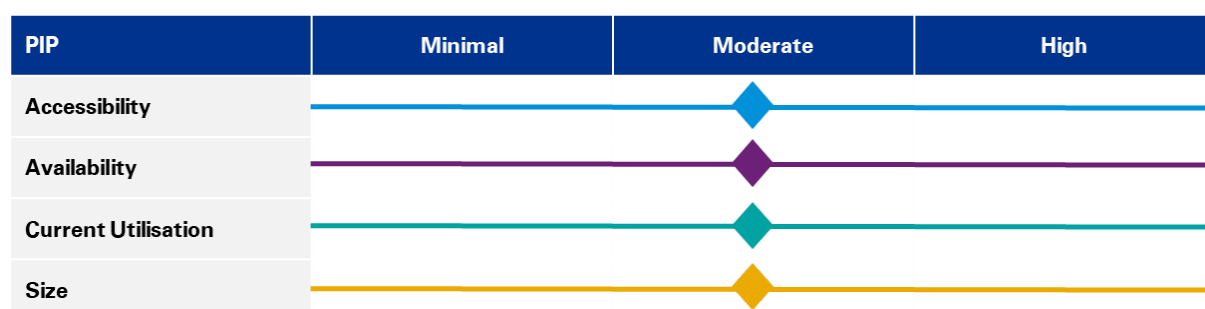 PIP Minimal Moderate High
Accessibility
Availability
Current Utilisation
Size